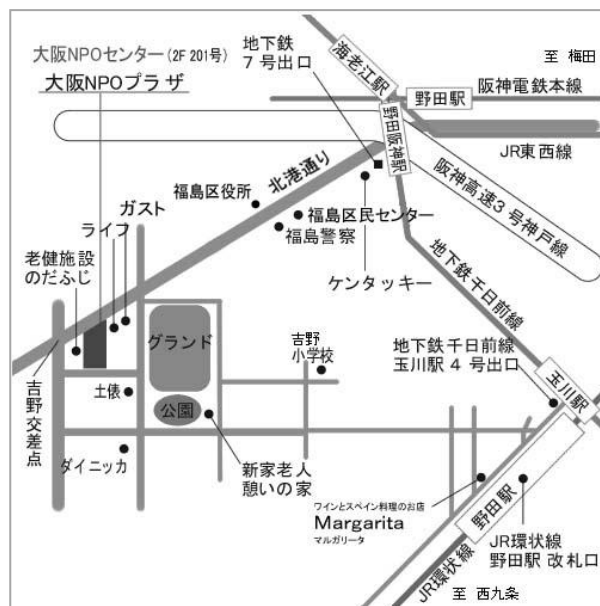 大阪NPOセンター(2F 201号)
大阪NPOプラザ
地下鉄
7号出口
海老江駅
至 梅田
野田駅
阪神電鉄本線
野田阪神駅
JR東西線
阪神高速3号神戸線
北港通り
福島区役所
福島区民センター
福島警察
ケンタッキー
地下鉄千日前線
ガスト
ライフ
老健施設
のだふじ
グランド
吉野
小学校
地下鉄千日前線
玉川駅4号出口
玉川駅
土俵
公園
吉野交差点
ダイニッカ
新家老人
憩いの家
ワインとスペイン料理のお店
Margarita
マルガリータ
野田駅
JR環状線
野田駅 改札口
JR環状線
至 西九条